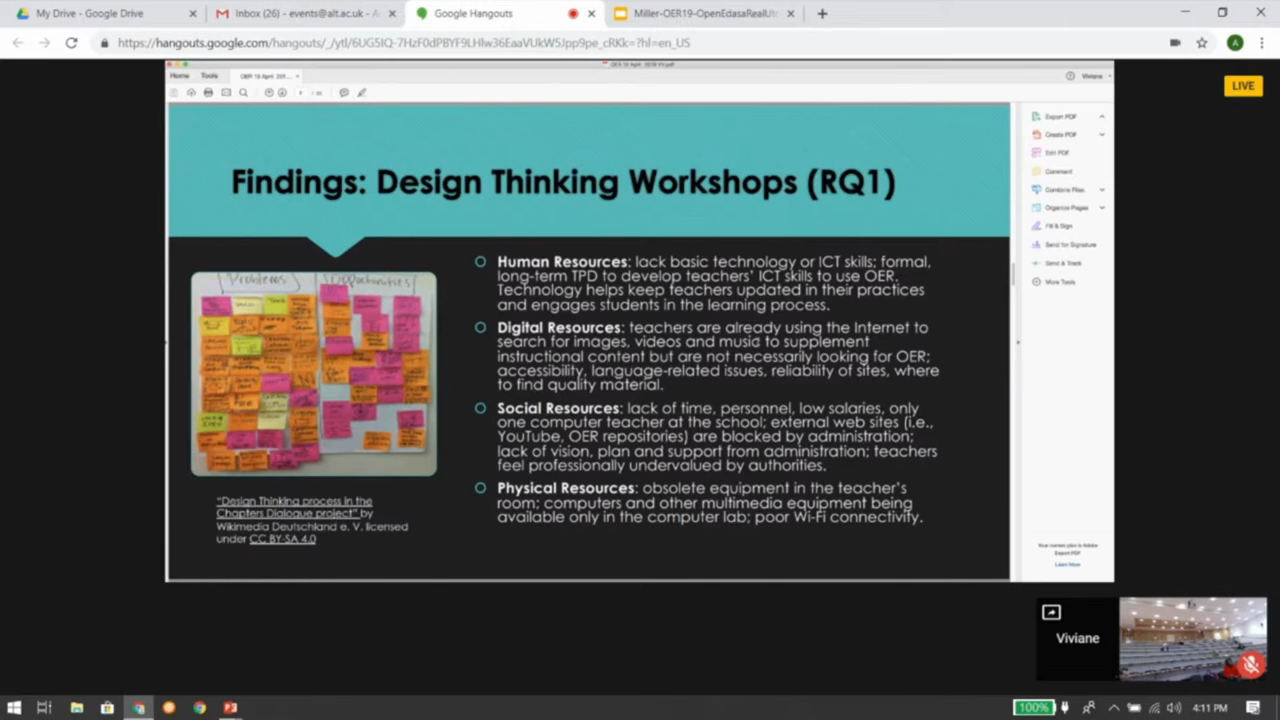 My Drive - Google Drive
Inbox (26) - events@alt.ac.uk - A
Google Hangouts
Miller-OER19-OpenEdasaRealUt
https://hangouts.google.com/hangouts/_/ytl/
?hl=en_US
LIVE
Home Tools
Viviane
Findings: Design Thinking Workshops (RQ1)
Problems Opportunities
Human Resources: lack basic technology or ICT skills; formal,
long-term TPD to develop teachers' ICT skills to use OER.
Technology helps keep teachers updated in their practices
and engages students in the learning process.
Digital Resources: teachers are already using the Internet to
search for images, videos and music to supplement
instructional content but are not necessarily looking for OER;
accessibility, language-related issues, reliability of sites, where
to find quality material.
Social Resources: lack of time, personnel, low salaries, only
one computer teacher at the school; external web sites (i.e.,
YouTube, OER repositories) are blocked by administration;
lack of vision, plan and support from administration; teachers
feel professionally undervalued by authorities.
Physical Resources: obsolete equipment in the teacher's
room; computers and other multimedia equipment being
available only in the computer lab; poor Wi-Fi connectivity.
"Design Thinking process in the
Chapters Dialogue project" by
Wikimedia Deutschland e. V. licensed
under CC BY-SA 4.0
Export PDF
Create PDF
Edit PDF
Comment
Combine Files
Organize Pages
Fill & Sign
Send for Signature
Send & Track
More Tools
Your current plan is Adobe
Export PDF
Learn More
Viviane
100%
4:11 PM